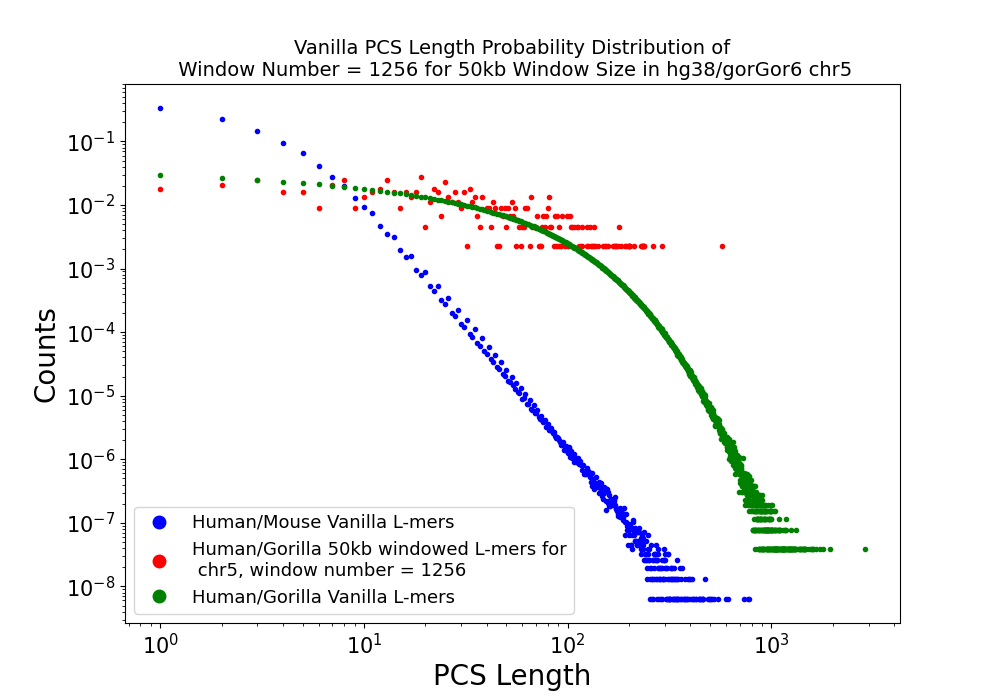 Vanilla PCS Length Probability Distribution of
Window Number = 1256 for 50kb Window Size in hg38/gorGor6 chr5
Counts
10⁻¹
10⁻²
10⁻³
10⁻⁴
10⁻⁵
10⁻⁶
10⁻⁷
10⁻⁸
Human/Mouse Vanilla L-mers
Human/Gorilla 50kb windowed L-mers for
chr5, window number = 1256
Human/Gorilla Vanilla L-mers
10⁰ 10¹ 10² 10³
PCS Length